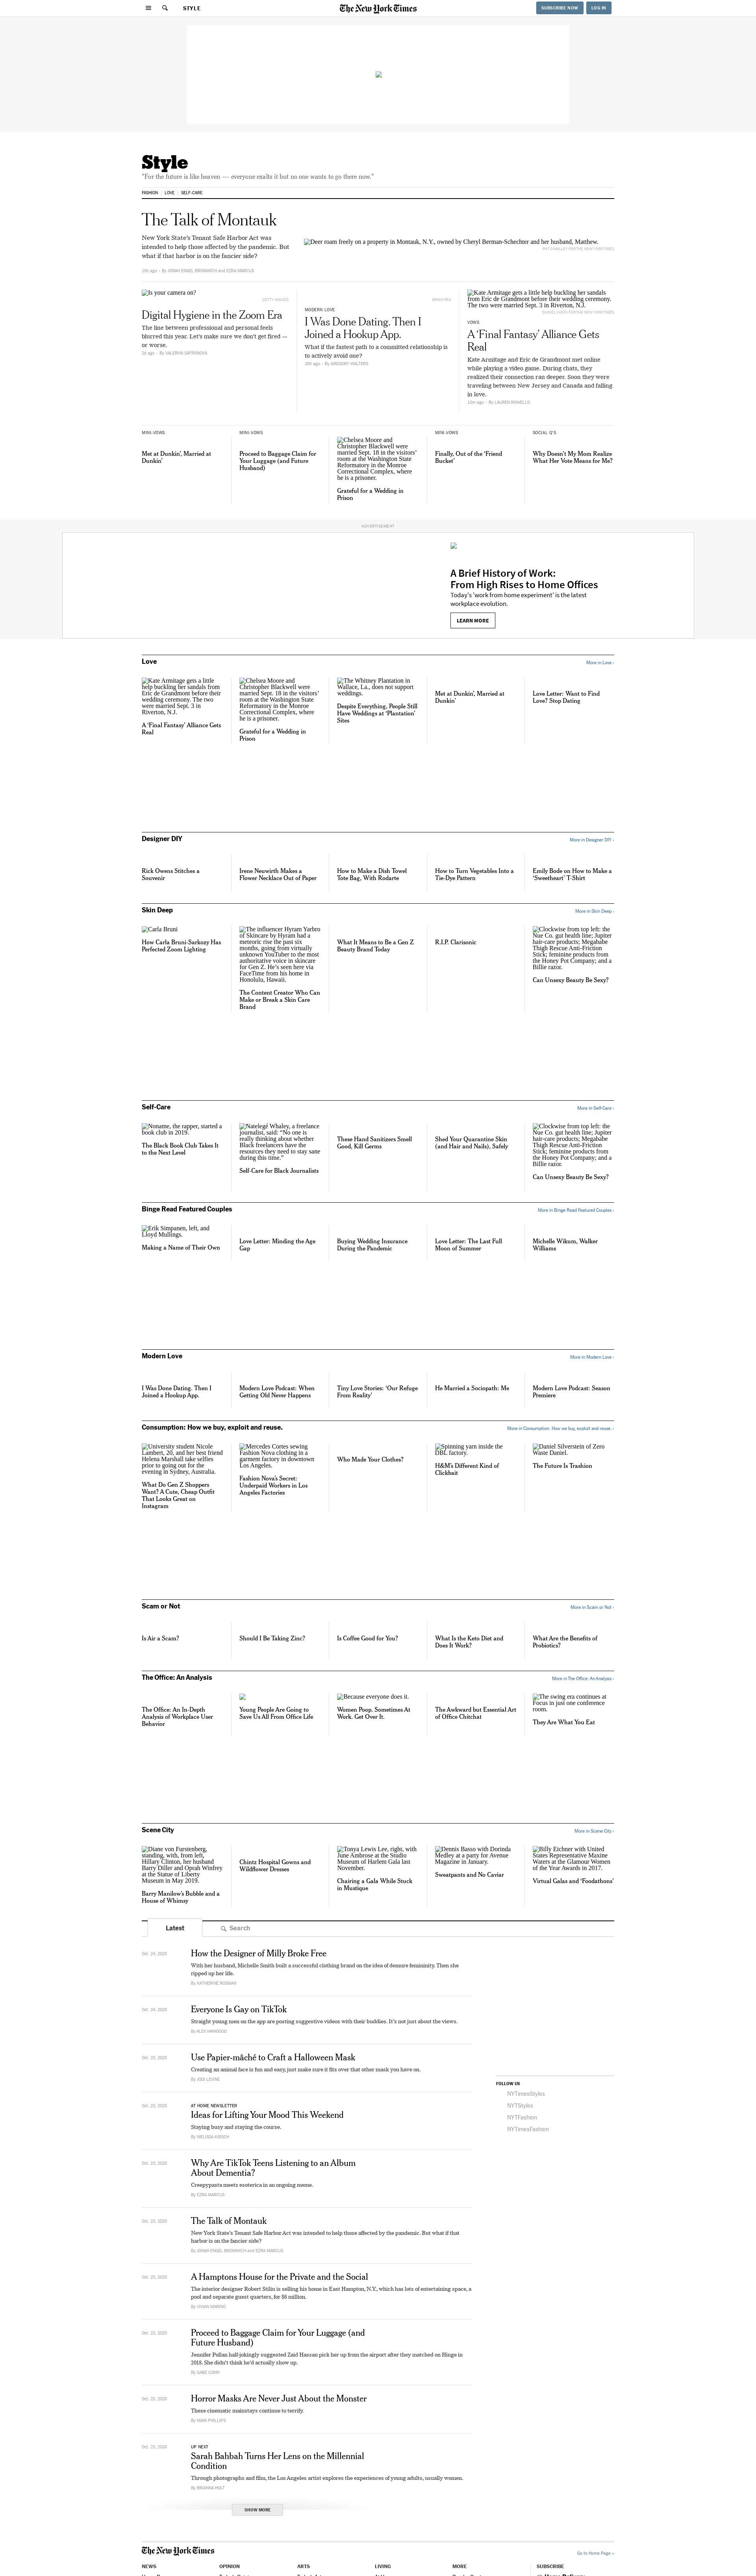 STYLE
The New York Times
SUBSCRIBE NOW
LOG IN
Style
"For the future is like heaven — everyone exalts it but no one wants to go there now."
FASHION
LOVE
SELF-CARE
The Talk of Montauk
New York State's Tenant Safe Harbor Act was
intended to help those affected by the pandemic. But
what if that harbor is on the fancier side?
By JONAH ENGEL BROMWICH and EZRA MARCUS
Deer roam freely on a property in Montauk, N.Y., owned by Cheryl Berman-Schechter and her husband, Matthew.
Is your camera on?
GETTY IMAGES
Digital Hygiene in the Zoom Era
The line between professional and personal feels
blurred this year. Let's make sure we don't get fired —
or worse.
2d ago - By VALERIYA SAFRONOVA
BRIAN REA
MODERN LOVE
I Was Done Dating. Then I
Joined a Hookup App.
What if the fastest path to a committed relationship is
to actively avoid one?
By GREGORY WALTERS
Kate Armitage gets a little help buckling her sandals
from Eric de Grandmont before their wedding ceremony.
The two were married Sept. 3 in Riverton, N.J.
VOWS
A 'Final Fantasy' Alliance Gets
Real
Kate Armitage and Eric de Grandmont met online
while playing a video game. During chats, they
realized their connection ran deeper. Soon they were
traveling between New Jersey and Canada and falling
in love.
MINI-VOWS
Met at Dunkin', Married at
Dunkin'
MINI-VOWS
Proceed to Baggage Claim for
Your Luggage (and Future
Husband)
Chelsea Moore and
Christopher Blackwell were
married Sept. 18 in the visitors'
room at the Washington State
Reformatory in the Monroe
Correctional Complex, where
he is a prisoner.
Grateful for a Wedding in
Prison
MINI-VOWS
Finally, Out of the 'Friend
Bucket'
SOCIAL Q'S
Why Doesn't My Mom Realize
What Her Vote Means for Me?
ADVERTISEMENT
A Brief History of Work:
From High Rises to Home Offices
Today's 'work from home experiment' is the latest
workplace evolution.
LEARN MORE
Love
More in Love ›
Kate Armitage gets a little
help buckling her sandals from
Eric de Grandmont before their
wedding ceremony. The two
were married Sept. 3 in
Riverton, N.J.
A 'Final Fantasy' Alliance Gets
Real
Chelsea Moore and
Christopher Blackwell were
married Sept. 18 in the visitors'
room at the Washington State
Reformatory in the Monroe
Correctional Complex, where
he is a prisoner.
Grateful for a Wedding in
Prison
The Whitney Plantation in
Wallace, La., does not support
weddings.
Despite Everything, People Still
Have Weddings at 'Plantation'
Sites
Met at Dunkin', Married at
Dunkin'
Love Letter: Want to Find
Love? Stop Dating
Designer DIY
More in Designer DIY ›
Rick Owens Stitches a
Souvenir
Irene Neuwirth Makes a
Flower Necklace Out of Paper
How to Make a Dish Towel
Tote Bag, With Rodarte
How to Turn Vegetables Into a
Tie-Dye Pattern
Emily Bode on How to Make a
'Sweetheart' T-Shirt
Skin Deep
More in Skin Deep ›
Carla Bruni
How Carla Bruni-Sarkozy Has
Perfected Zoom Lighting
The influencer Hyram Yarbro
of Skincare by Hyram had a
meteoric rise the past six
months, going from virtually
unknown YouTuber to the most
authoritative voice in skincare
for Gen Z. He's seen here via
FaceTime from his home in
Honolulu, Hawaii.
The Content Creator Who Can
Make or Break a Skin Care
Brand
What It Means to Be a Gen Z
Beauty Brand Today
R.I.P. Clarisonic
Clockwise from top left: the
Nue Co. gut health line; Jupiter
hair-care products; Megababe
Thigh Rescue Anti-Friction
Stick; feminine products from
the Honey Pot Company; and a
Billie razor.
Can Unsexy Beauty Be Sexy?
Self-Care
More in Self-Care ›
Noname, the rapper, started a
book club in 2019.
The Black Book Club Takes It
to the Next Level
Natelegé Whaley, a freelance
journalist, said: "No one is
really thinking about whether
Black freelancers have the
resources they need to stay sane
during this time."
Self-Care for Black Journalists
These Hand Sanitizers Smell
Good, Kill Germs
Shed Your Quarantine Skin
(and Hair and Nails), Safely
Clockwise from top left: the
Nue Co. gut health line; Jupiter
hair-care products; Megababe
Thigh Rescue Anti-Friction
Stick; feminine products from
the Honey Pot Company; and a
Billie razor.
Can Unsexy Beauty Be Sexy?
Binge Read Featured Couples
More in Binge Read Featured Couples ›
Erik Simpanen, left, and
Lloyd Mullings.
Making a Name of Their Own
Love Letter: Minding the Age
Gap
Buying Wedding Insurance
During the Pandemic
Love Letter: The Last Full
Moon of Summer
Michelle Wikum, Walker
Williams
Modern Love
More in Modern Love ›
I Was Done Dating. Then I
Joined a Hookup App.
Modern Love Podcast: When
Getting Old Never Happens
Tiny Love Stories: 'Our Refuge
From Reality'
He Married a Sociopath: Me
Modern Love Podcast: Season
Premiere
Consumption: How we buy, exploit and reuse.
More in Consumption: How we buy, exploit and reuse. ›
University student Nicole
Lambert, 20, and her best friend
Helena Marshall take selfies
prior to going out for the
evening in Sydney, Australia.
What Do Gen Z Shoppers
Want? A Cute, Cheap Outfit
That Looks Great on
Instagram
Mercedes Cortes sewing
Fashion Nova clothing in a
garment factory in downtown
Los Angeles.
Fashion Nova's Secret:
Underpaid Workers in Los
Angeles Factories
Who Made Your Clothes?
Spinning yarn inside the
DBL factory.
H&M's Different Kind of
Clickbait
Daniel Silverstein of Zero
Waste Daniel.
The Future Is Trashion
Scam or Not
More in Scam or Not ›
Is Air a Scam?
Should I Be Taking Zinc?
Is Coffee Good for You?
What Is the Keto Diet and
Does It Work?
What Are the Benefits of
Probiotics?
The Office: An Analysis
More in The Office: An Analysis ›
The Office: An In-Depth
Analysis of Workplace User
Behavior
Young People Are Going to
Save Us All From Office Life
Because everyone does it.
Women Poop. Sometimes At
Work. Get Over It.
The Awkward but Essential Art
of Office Chitchat
The swing era continues at
Focus in just one conference
room.
They Are What You Eat
Scene City
More in Scene City ›
Diane von Furstenberg,
standing, with, from left,
Hillary Clinton, her husband
Barry Diller and Oprah Winfrey
at the Statue of Liberty
Museum in May 2019.
Barry Manilow's Bubble and a
House of Whimsy
Chintz Hospital Gowns and
Wildflower Dresses
Tonya Lewis Lee, right, with
June Ambrose at the Studio
Museum of Harlem Gala last
November.
Chairing a Gala While Stuck
in Mustique
Dennis Basso with Dorinda
Medley at a party for Avenue
Magazine in January.
Sweatpants and No Caviar
Billy Eichner with United
States Representative Maxine
Waters at the Glamour Women
of the Year Awards in 2017.
Virtual Galas and 'Foodathons'
Latest
Search
Oct. 24, 2020
How the Designer of Milly Broke Free
With her husband, Michelle Smith built a successful clothing brand on the idea of demure femininity. Then she
ripped up her life.
By KATHERINE ROSMAN
Oct. 24, 2020
Everyone Is Gay on TikTok
Straight young men on the app are posting suggestive videos with their buddies. It's not just about the views.
By ALEX HAWGOOD
Oct. 23, 2020
Use Papier-mâché to Craft a Halloween Mask
Creating an animal face is fun and easy, just make sure it fits over that other mask you have on.
By JODI LEVINE
Oct. 23, 2020
AT HOME NEWSLETTER
Ideas for Lifting Your Mood This Weekend
Staying busy and staying the course.
By MELISSA KIRSCH
Oct. 23, 2020
Why Are TikTok Teens Listening to an Album
About Dementia?
Creepypasta meets esoterica in an ongoing meme.
By EZRA MARCUS
Oct. 23, 2020
The Talk of Montauk
New York State's Tenant Safe Harbor Act was intended to help those affected by the pandemic. But what if that
harbor is on the fancier side?
By JONAH ENGEL BROMWICH and EZRA MARCUS
Oct. 23, 2020
A Hamptons House for the Private and the Social
The interior designer Robert Stilin is selling his home in East Hampton, N.Y., which has lots of entertaining space, a
pool and separate guest quarters, for $6 million.
By VIVIAN MARINO
Oct. 23, 2020
Proceed to Baggage Claim for Your Luggage (and
Future Husband)
Jennifer Pollan half-jokingly suggested Zaid Hassan pick her up from the airport after they matched on Hinge in
2018. She didn't think he'd actually show up.
By GABE COHN
Oct. 23, 2020
Horror Masks Are Never Just About the Monster
These cinematic mainstays continue to terrify.
By MAYA PHILLIPS
Oct. 23, 2020
UP NEXT
Sarah Bahbah Turns Her Lens on the Millennial
Condition
Through photographs and film, the Los Angeles artist explores the experiences of young adults, usually women.
By BRIANNA HOLT
SHOW MORE
FOLLOW US
NYTimesStyles
NYTStyles
NYTFashion
NYTimesFashion
The New York Times
Go to Home Page »
NEWS
OPINION
ARTS
LIVING
MORE
SUBSCRIBE